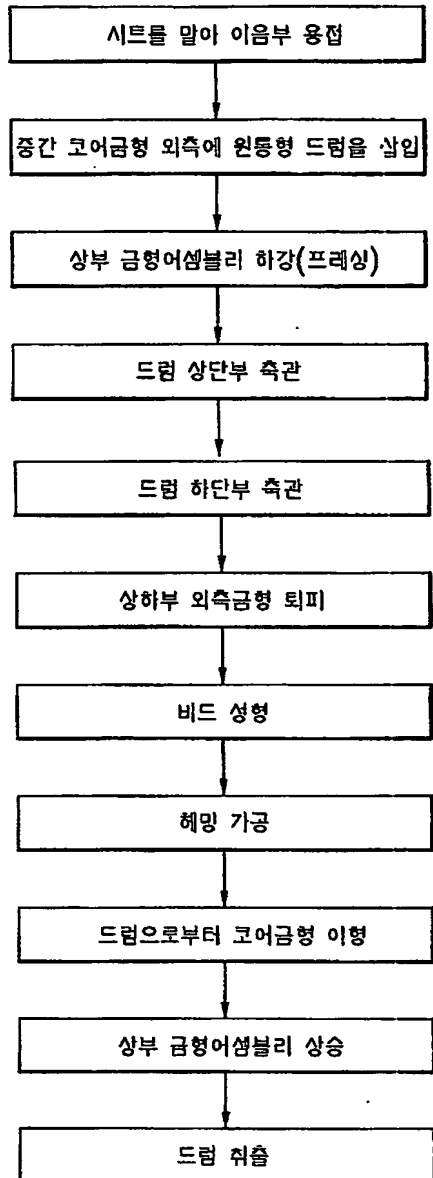 시트를 말아 이음부 용접
중간 코어금형 외측에 원통형 드럼을 삽입
상부 금형어셈블리 하강(프레싱)
드럼 상단부 축관
드럼 하단부 축관
상하부 외측금형 퇴피
비드 성형
헤밍 가공
드럼으로부터 코어금형 이형
상부 금형어셈블리 상승
드럼 취출